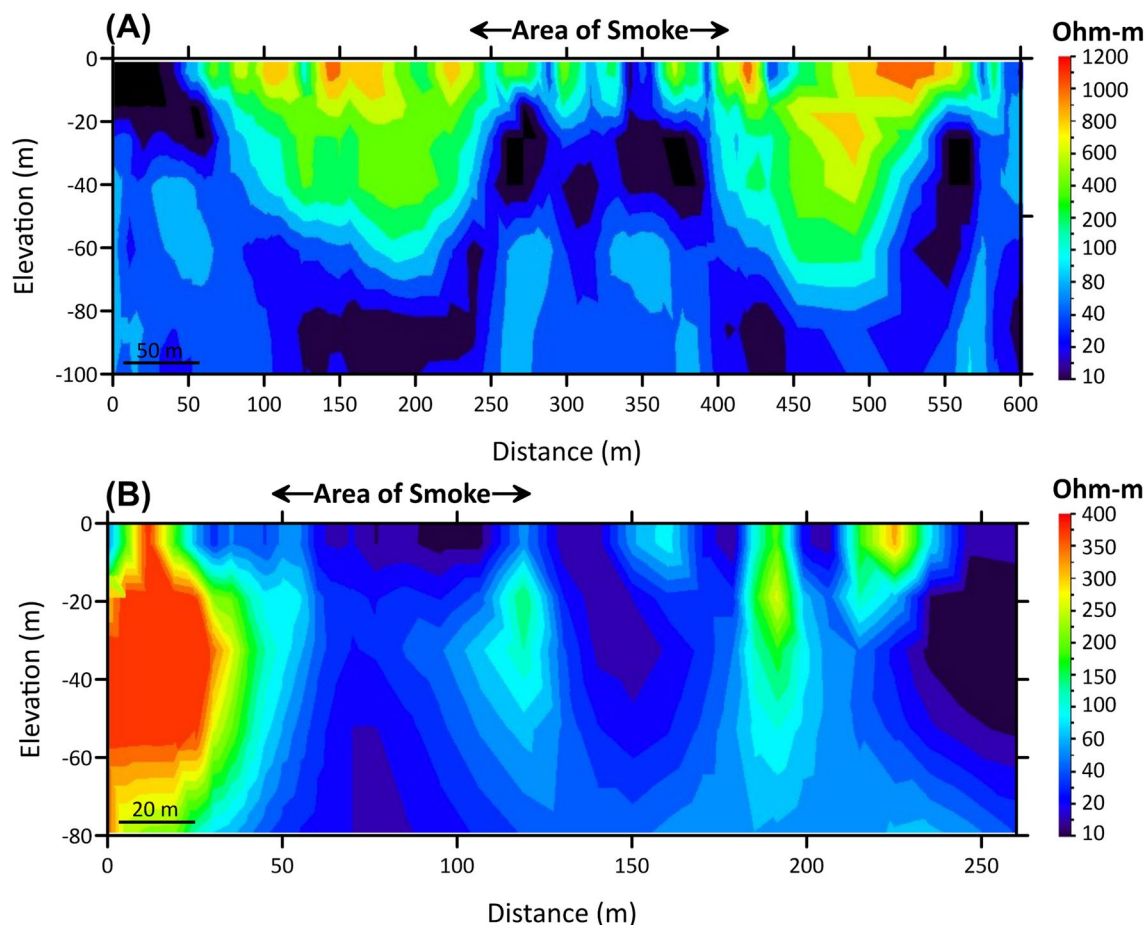 (A)
Area of Smoke
Ohm-m
0
-20
-40
-60
-80
-100
Elevation (m)
50 m
0 50 100 150 200 250 300 350 400 450 500 550 600
Distance (m)
1200
1000
800
600
400
200
100
80
40
20
10
(B)
Area of Smoke
Ohm-m
0
-20
-40
-60
-80
Elevation (m)
20 m
0 50 100 150 200 250
Distance (m)
400
350
300
250
200
150
100
60
40
20
10